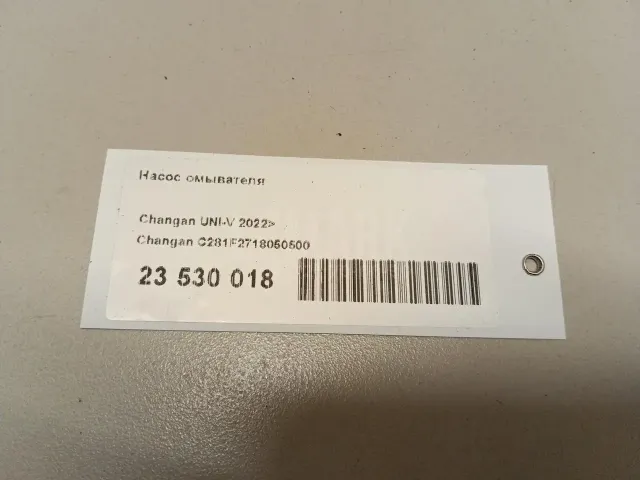 Насос омывателя
Changan UNI-V 2022>
Changan C281F2718050500
23 530 018